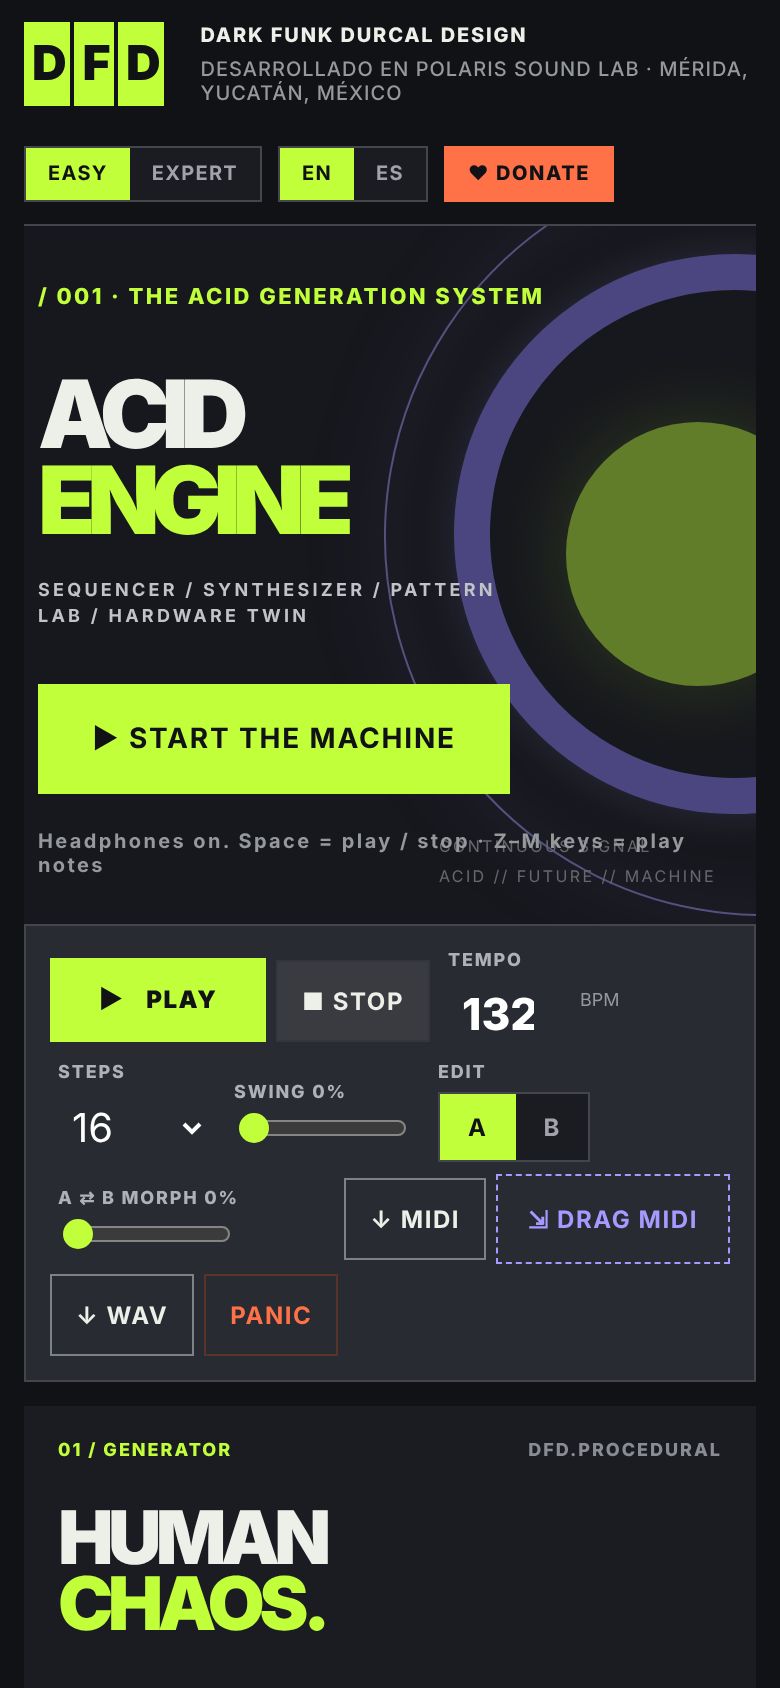 DFD
DARK FUNK DURCAL DESIGN
DESARROLLADO EN POLARIS SOUND LAB · MÉRIDA,
YUCATÁN, MÉXICO
EASY EXPERT EN ES ♥ DONATE
/ 001 · THE ACID GENERATION SYSTEM
ACID
ENGINE
SEQUENCER / SYNTHESIZER / PATTERN
LAB / HARDWARE TWIN
▶ START THE MACHINE
Headphones on. Space = play / stop · Z–M keys = play
notes
CONTINUOUS SIGNAL
ACID // FUTURE // MACHINE
TEMPO
▶ PLAY ■ STOP 132 BPM
STEPS SWING 0% EDIT
16 A B
A ⇄ B MORPH 0%
↓ MIDI ⇲ DRAG MIDI
↓ WAV PANIC
01 / GENERATOR DFD.PROCEDURAL
HUMAN
CHAOS.